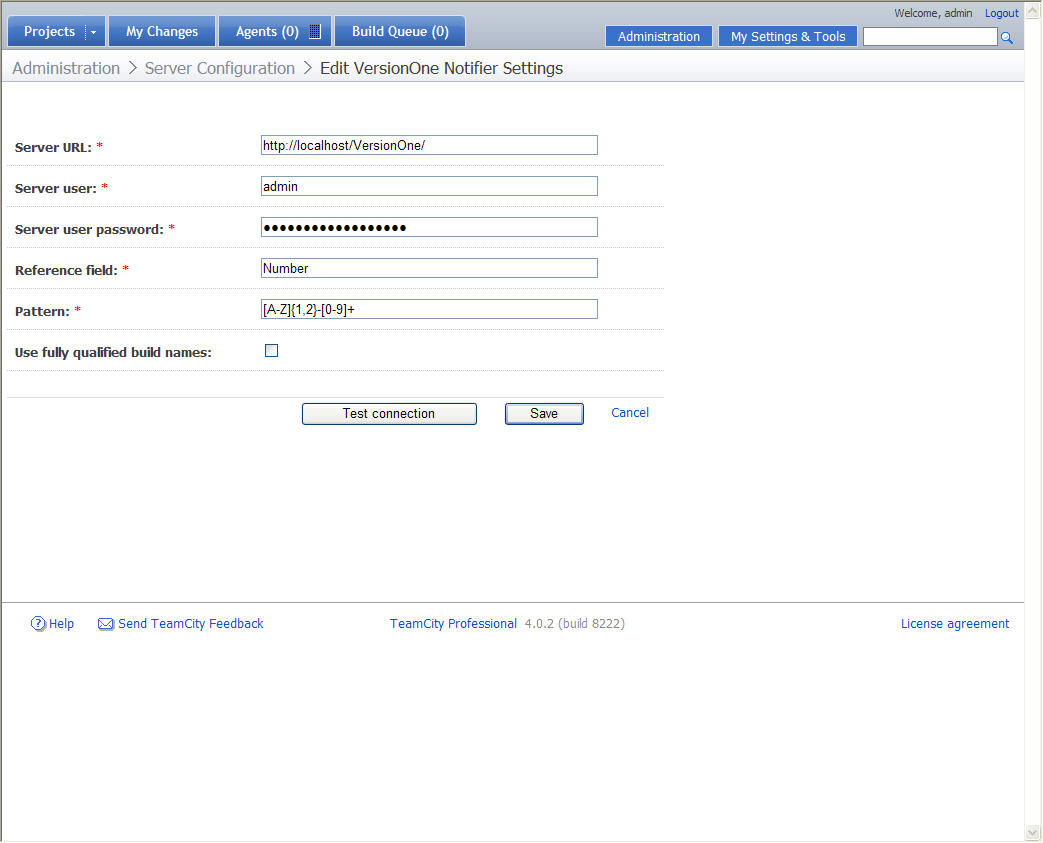 Welcome, admin Logout
Projects My Changes Agents (0) Build Queue (0) Administration My Settings & Tools
Administration > Server Configuration > Edit VersionOne Notifier Settings
Server URL: * http://localhost/VersionOne/
Server user: * admin
Server user password: * ●●●●●●●●●●●●●●●●●●
Reference field: * Number
Pattern: * [A-Z]{1,2}-[0-9]+
Use fully qualified build names:
Test connection Save Cancel
Help Send TeamCity Feedback TeamCity Professional 4.0.2 (build 8222) License agreement